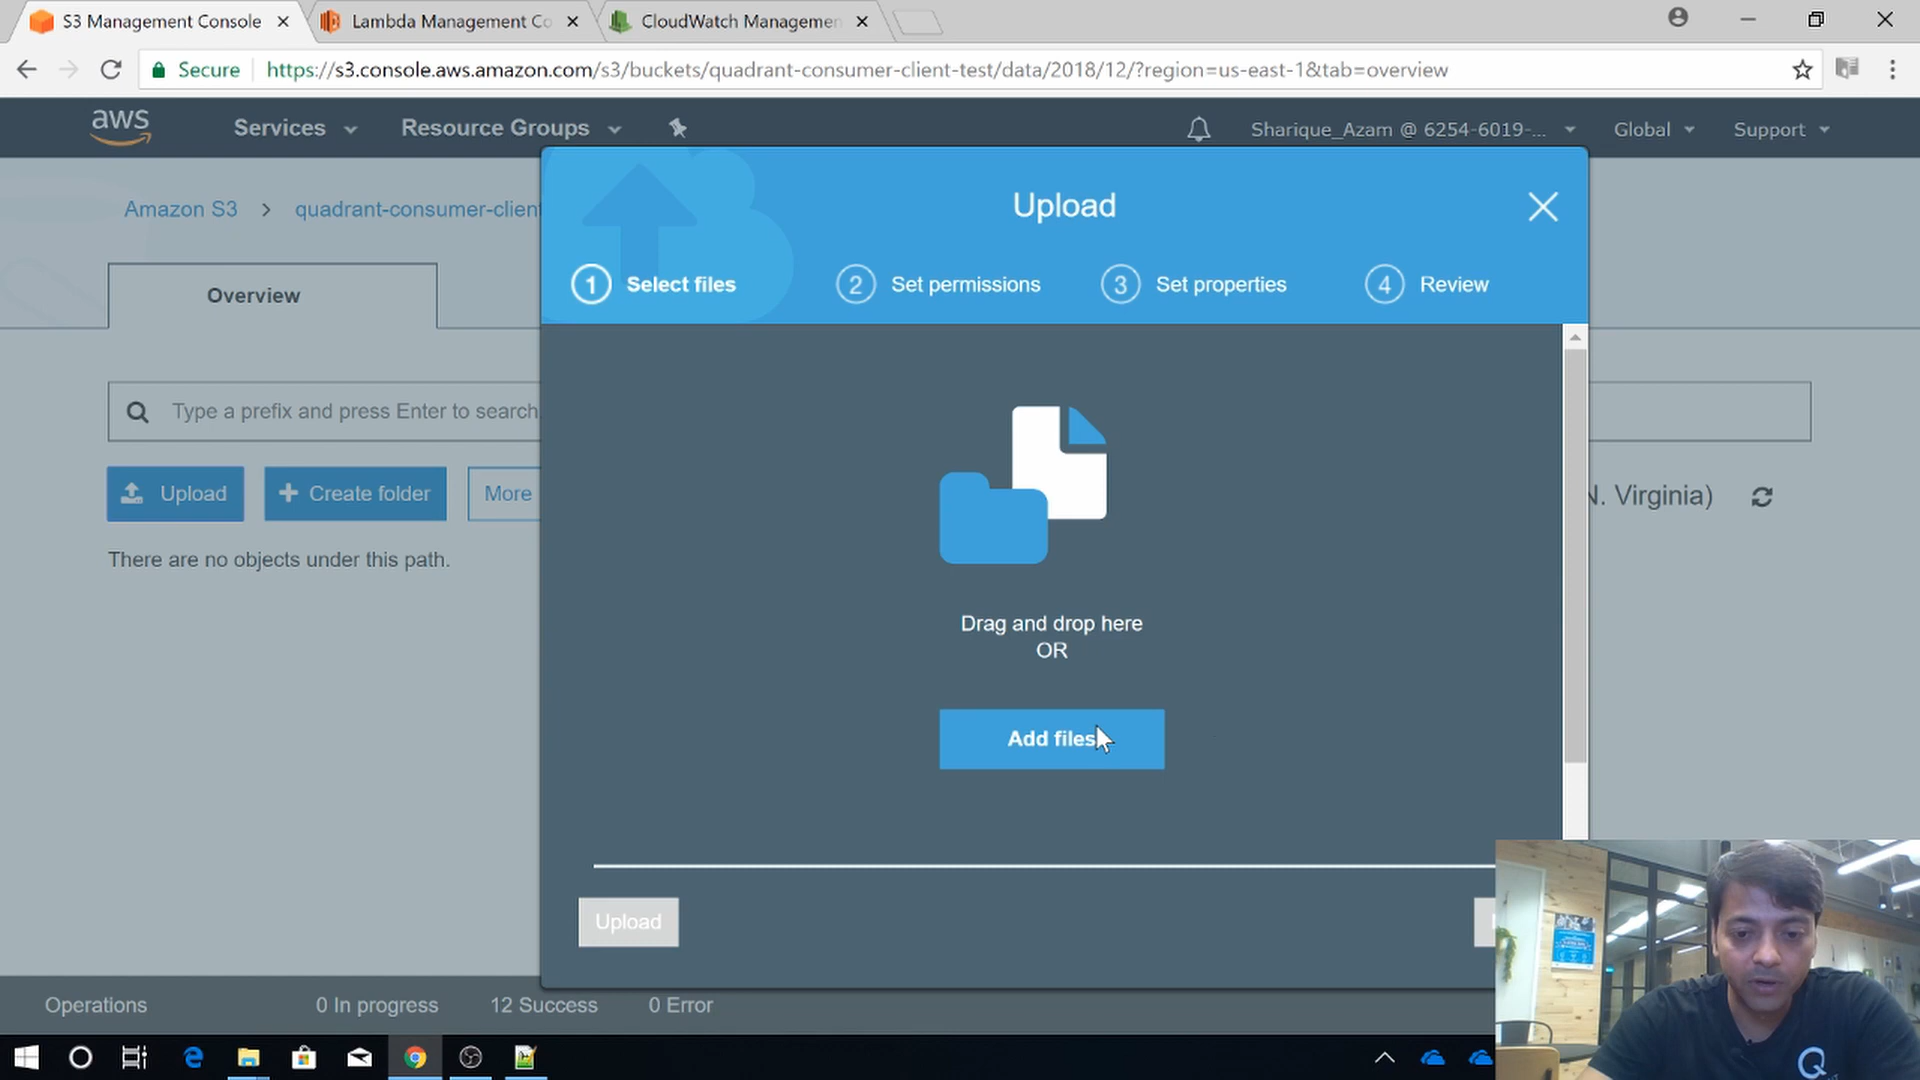 S3 Management Console
Lambda Management Co
CloudWatch Managemen
Secure
https://s3.console.aws.amazon.com/s3/buckets/quadrant-consumer-client-test/data/2018/12/?region=us-east-1&tab=overview
aws
Services
Resource Groups
Sharique_Azam @ 6254-6019-...
Global
Support
Amazon S3
quadrant-consumer-client
Upload
1 Select files
2 Set permissions
3 Set properties
4 Review
Overview
Type a prefix and press Enter to search.
Upload
Create folder
More
N. Virginia)
There are no objects under this path.
Drag and drop here
OR
Add files
Upload
Operations
0 In progress
12 Success
0 Error
Q